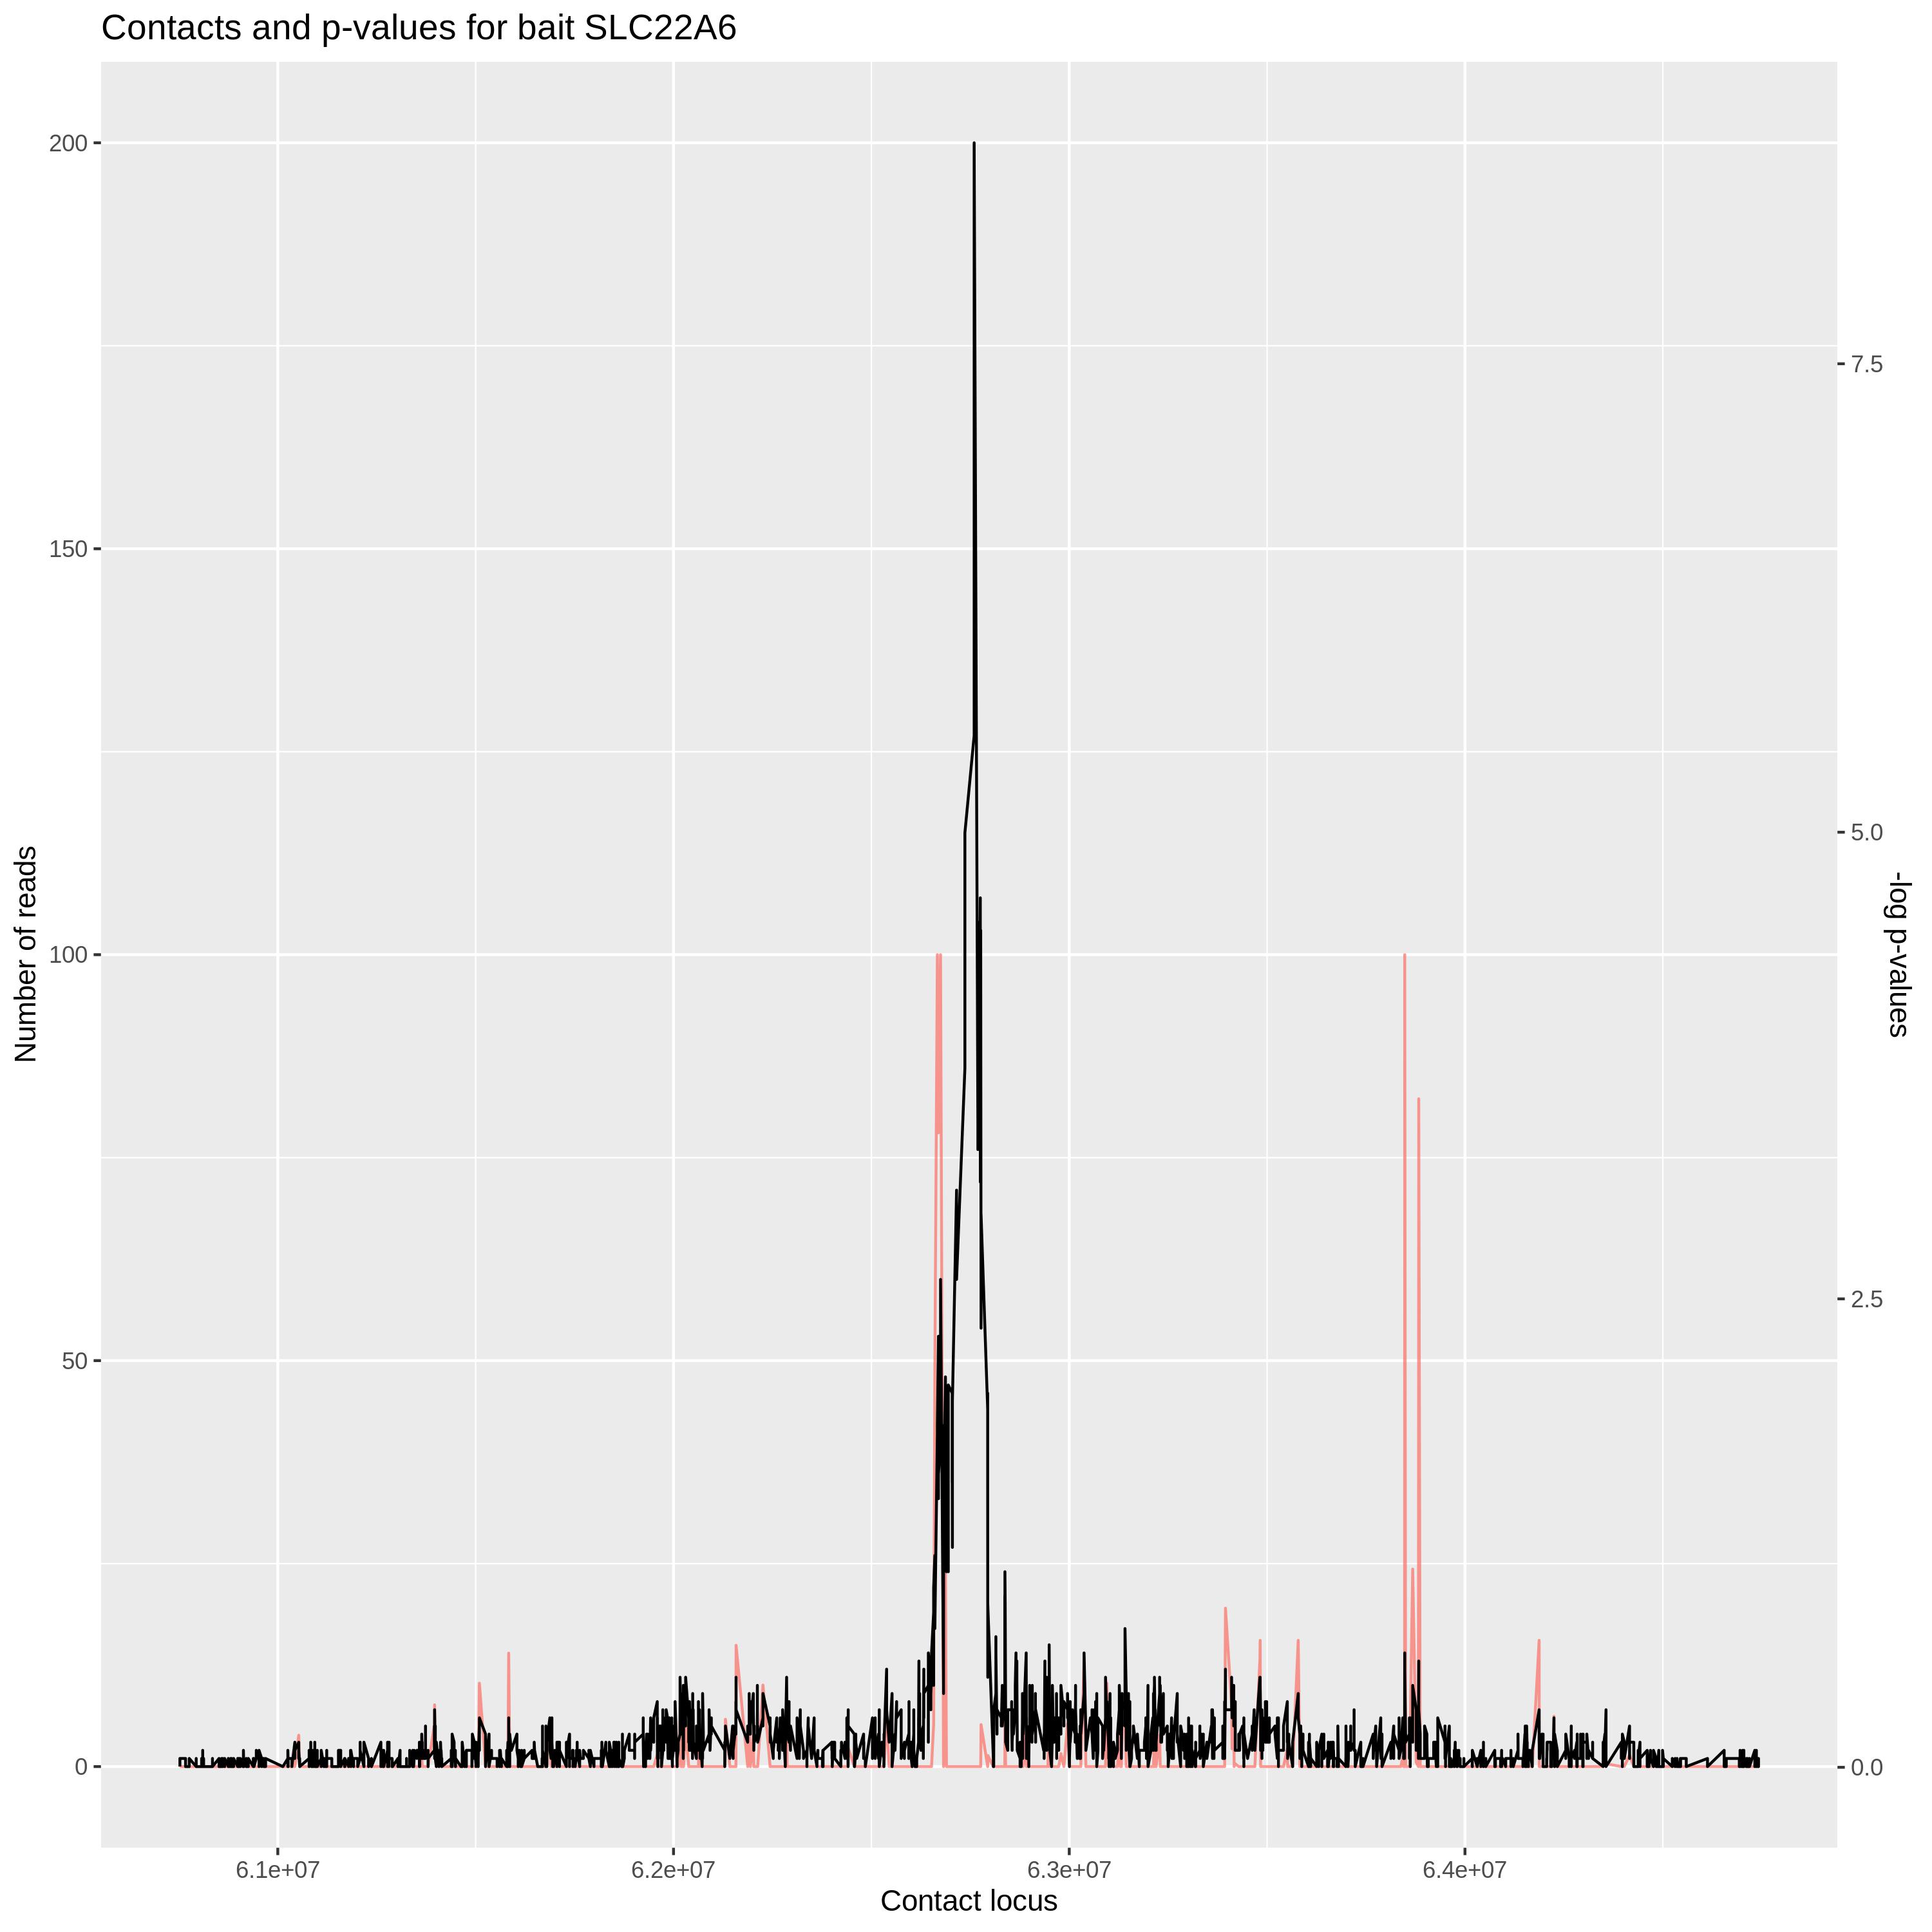 Contacts and p-values for bait SLC22A6
200
150
100
50
0
Number of reads
7.5
5.0
2.5
0.0
-log p-values
6.1e+07
6.2e+07
6.3e+07
6.4e+07
Contact locus